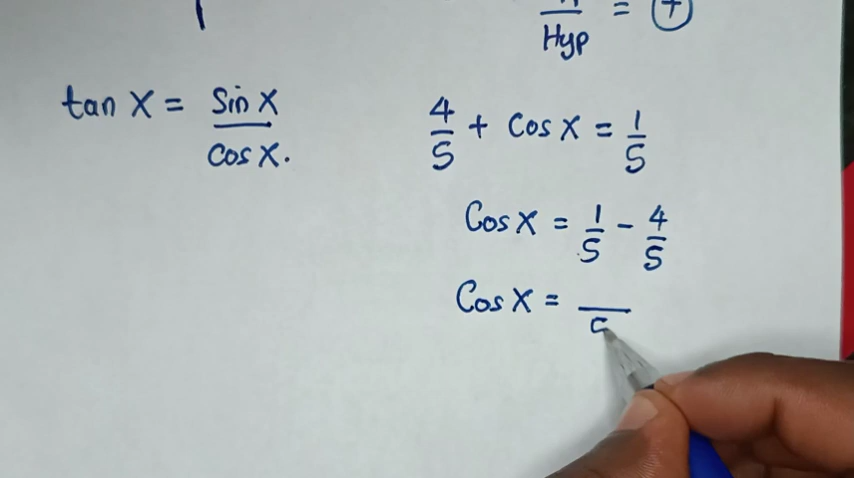 Hyp = +
tan x = sin x / cos x.
4/5 + cos x = 1/5
Cos x = 1/5 - 4/5
Cos x = /5